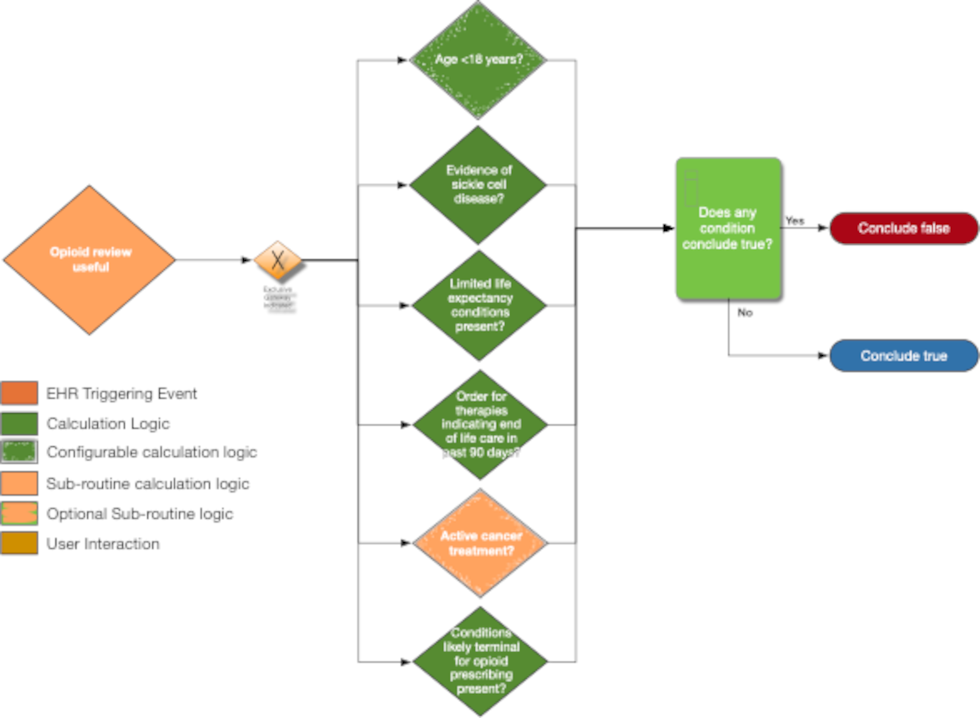 Age <18 years?
Evidence of
sickle cell
disease?
Opioid review
useful
X
Limited life
expectancy
conditions
present?
Order for
therapies
indicating end
of life care in
past 90 days?
Active cancer
treatment?
Conditions
likely terminal
for opioid
prescribing
present?
Does any
condition
conclude true?
Yes
Conclude false
No
Conclude true
EHR Triggering Event
Calculation Logic
Configurable calculation logic
Sub-routine calculation logic
Optional Sub-routine logic
User Interaction